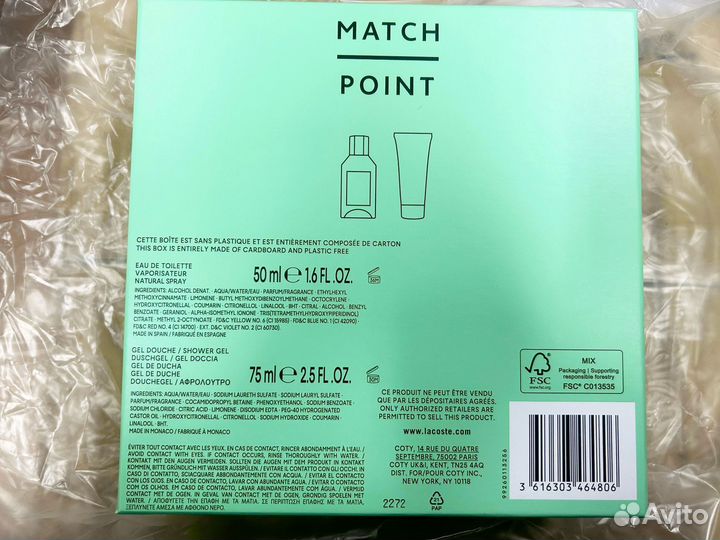 MATCH
POINT
CETTE BOÎTE EST SANS PLASTIQUE ET EST ENTIÈREMENT COMPOSÉE DE CARTON
THIS BOX IS ENTIRELY MADE OF CARDBOARD AND PLASTIC FREE
EAU DE TOILETTE
VAPORISATEUR
NATURAL SPRAY
50 ml ℮ 1.6 FL.OZ.
30M
INGREDIENTS: ALCOHOL DENAT. · AQUA/WATER/EAU · PARFUM/FRAGRANCE · ETHYLHEXYL
METHOXYCINNAMATE · LIMONENE · BUTYL METHOXYDIBENZOYLMETHANE · OCTOCRYLENE ·
HYDROXYCITRONELLAL · COUMARIN · CITRONELLOL · LINALOOL · BHT · CITRAL · ALCOHOL · BENZYL
BENZOATE · GERANIOL · ALPHA-ISOMETHYL IONONE · TRIS(TETRAMETHYLHYDROXYPIPERIDINOL)
CITRATE · METHYL 2-OCTYNOATE · FD&C YELLOW NO. 6 (CI 15985) · FD&C BLUE NO. 1 (CI 42090) ·
FD&C RED NO. 4 (CI 14700) · EXT. D&C VIOLET NO. 2 (CI 60730)
MADE IN SPAIN / FABRIQUÉ EN ESPAGNE
GEL DOUCHE / SHOWER GEL
DUSCHGEL / GEL DOCCIA
GEL DE DUCHA
GEL DE DUCHE
DOUCHEGEL / ΑΦΡΟΛΟΥΤΡΟ
75 ml ℮ 2.5 FL.OZ.
30M
INGREDIENTS: AQUA/WATER/EAU · SODIUM LAURETH SULFATE · SODIUM LAURYL SULFATE ·
PARFUM/FRAGRANCE · COCAMIDOPROPYL BETAINE · PHENOXYETHANOL · SODIUM BENZOATE ·
SODIUM CHLORIDE · CITRIC ACID · LIMONENE · DISODIUM EDTA · PEG-40 HYDROGENATED
CASTOR OIL · HYDROXYCITRONELLAL · CITRONELLOL · SODIUM HYDROXIDE · COUMARIN ·
LINALOOL · BHT.
MADE IN MONACO / FABRIQUÉ À MONACO
ÉVITER TOUT CONTACT AVEC LES YEUX. EN CAS DE CONTACT, RINCER IMMÉDIATEMENT ET ABONDAMMENT.
AVOID CONTACT WITH EYES. IF CONTACT OCCURS, RINSE THOROUGHLY WITH WATER.
KONTAKT MIT DEN AUGEN VERMEIDEN. SOLLTEN DIE AUGEN MIT DEM PRODUKT IN KONTAKT
KOMMEN, BITTE GRÜNDLICH MIT WASSER AUSSPÜLEN. / EVITARE IL CONTATTO CON GLI OCCHI. IN
CASO DI CONTATTO, SCIACQUARE ABBONDANTEMENTE CON ACQUA. / EVITAR EL CONTACTO
CON LOS OJOS. EN CASO DE CONTACTO, LAVAR CON ABUNDANTE AGUA. / EVITAR O CONTACTO
COM OS OLHOS. EM CASO DE CONTACTO, LAVAR COM ÁGUA ABUNDANTE. / VERMIJD CONTACT
MET DE OGEN. IN GEVAL VAN CONTACT MET DE OGEN, GRONDIG SPOELEN MET WATER.
ΑΠΟΦΥΓΕΤΕ ΤΗΝ ΕΠΑΦΗ ΜΕ ΤΑ ΜΑΤΙΑ. ΣΕ ΠΕΡΙΠΤΩΣΗ ΕΠΑΦΗΣ ΜΕ ΤΑ ΜΑΤΙΑ,
ΞΕΠΛΥΝΕΤΕ ΑΜΕΣΩΣ ΜΕ ΑΦΘΟΝΟ ΝΕΡΟ.
CE PRODUIT NE PEUT ÊTRE VENDU
QUE PAR LES DÉPOSITAIRES AGRÉÉS.
ONLY AUTHORIZED RETAILERS ARE
PERMITTED TO SELL THIS PRODUCT.
www.lacoste.com
COTY, 14 RUE DU QUATRE
SEPTEMBRE, 75002 PARIS
COTY UK&I, KENT, TN25 4AQ
DIST. DE/FOR/POUR COTY INC.,
NEW YORK, NY 10118
2272
21
PAP
FSC
www.fsc.org
MIX
Packaging | Supporting
responsible forestry
FSC® C013535
99260113256
3 616303 464806
Avito